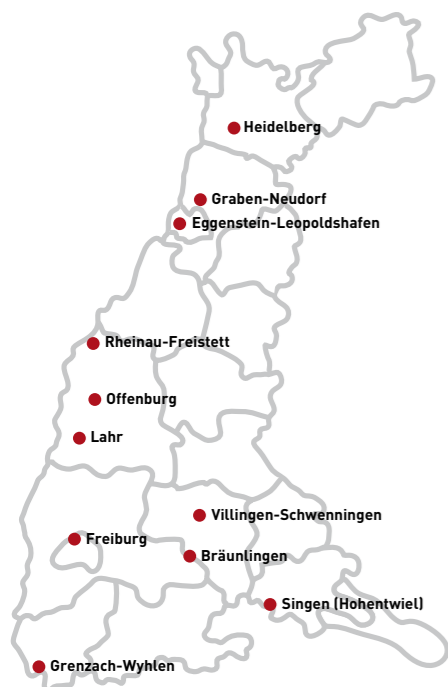 Heidelberg
Graben-Neudorf
Eggenstein-Leopoldshafen
Rheinau-Freistett
Offenburg
Lahr
Villingen-Schwenningen
Freiburg
Bräunlingen
Singen (Hohentwiel)
Grenzach-Wyhlen